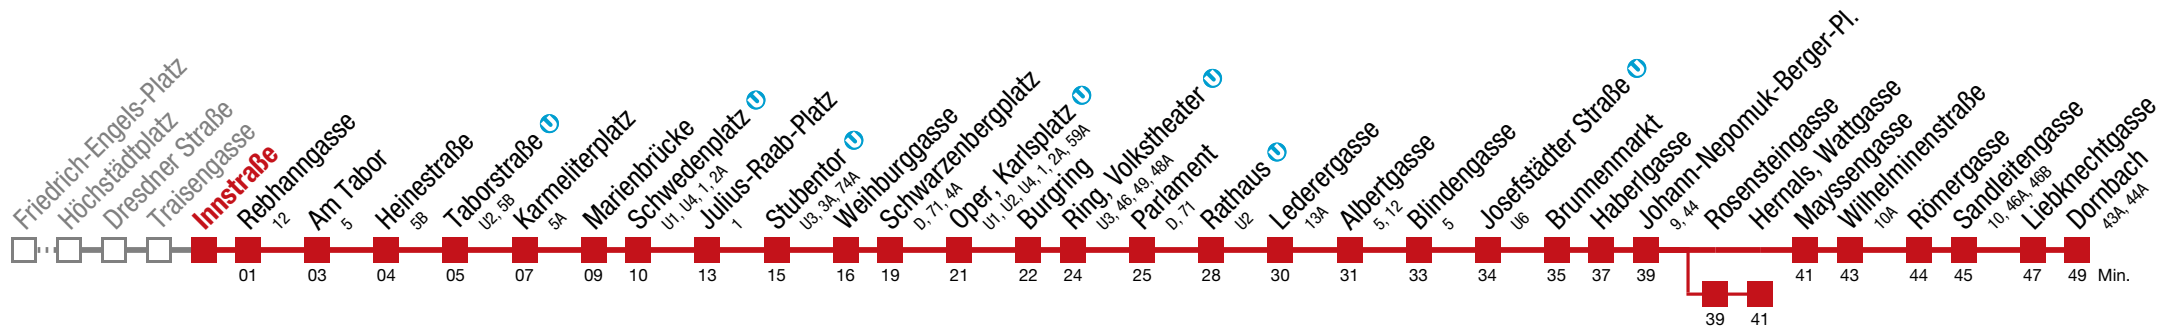 Friedrich-Engels-Platz
Höchstädtplatz
Dresdner Straße
Traisengasse
Innstraße
Rebhanngasse
12
Am Tabor
5
Heinestraße
5B
Taborstraße U
U2, 5B
Karmeliterplatz
5A
Marienbrücke
Schwedenplatz U
U1, U4, 1, 2A
Julius-Raab-Platz
1
Stubentor U
U3, 3A, 74A
Weihburggasse
Schwarzenbergplatz
D, 71, 4A
Oper, Karlsplatz U
U1, U2, U4, 1, 2A, 59A
Burgring
Ring, Volkstheater U
U3, 46, 49, 48A
Parlament
D, 71
Rathaus U
U2
Lederergasse
13A
Albertgasse
5, 12
Blindengasse
5
Josefstädter Straße U
U6
Brunnenmarkt
Haberlgasse
Johann-Nepomuk-Berger-Pl.
9, 44
Rosensteingasse
Hernals, Wattgasse
Mayssengasse
Wilhelminenstraße
10A
Römergasse
Sandleitengasse
10, 46A, 46B
Liebknechtgasse
Dornbach
43A, 44A
01 03 04 05 07 09 10 13 15 16 19 21 22 24 25 28 30 31 33 34 35 37 39 41 43 44 45 47 49 Min.
39 41